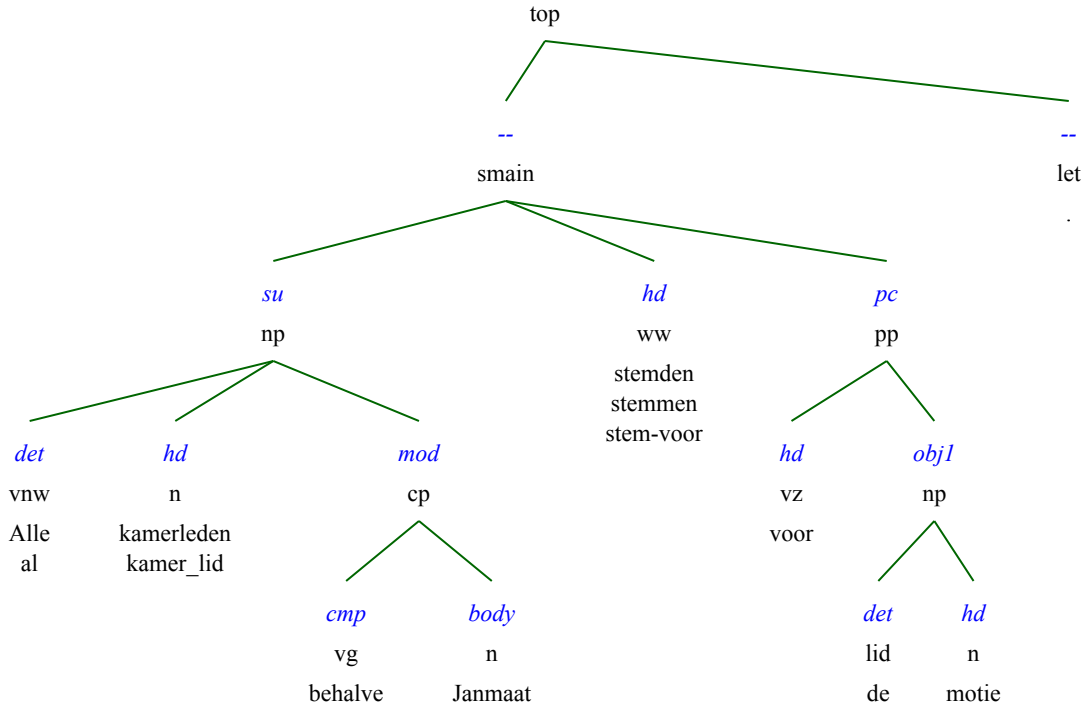 top
-- --
smain let
.
su hd pc
np ww pp
stemden
stemmen
stem-voor
det hd mod hd obj1
vnw n cp vz np
Alle kamerleden voor
al kamer_lid
cmp body det hd
vg n lid n
behalve Janmaat de motie